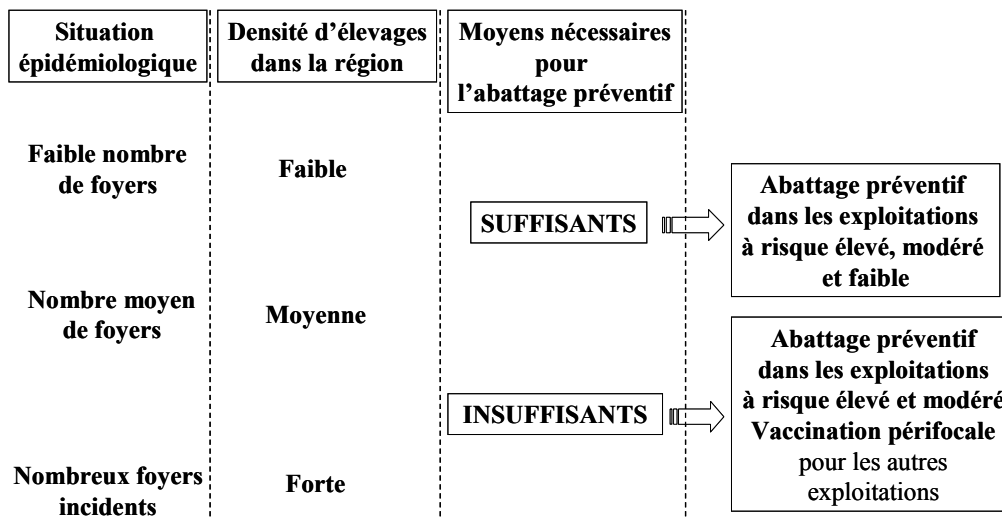 Situation
épidémiologique
Densité d’élevages
dans la région
Moyens nécessaires
pour
l’abattage préventif
Faible nombre
de foyers
Faible
SUFFISANTS
Abattage préventif
dans les exploitations
à risque élevé, modéré
et faible
Nombre moyen
de foyers
Moyenne
INSUFFISANTS
Abattage préventif
dans les exploitations
à risque élevé et modéré
Vaccination périfocale
pour les autres
exploitations
Nombreux foyers
incidents
Forte